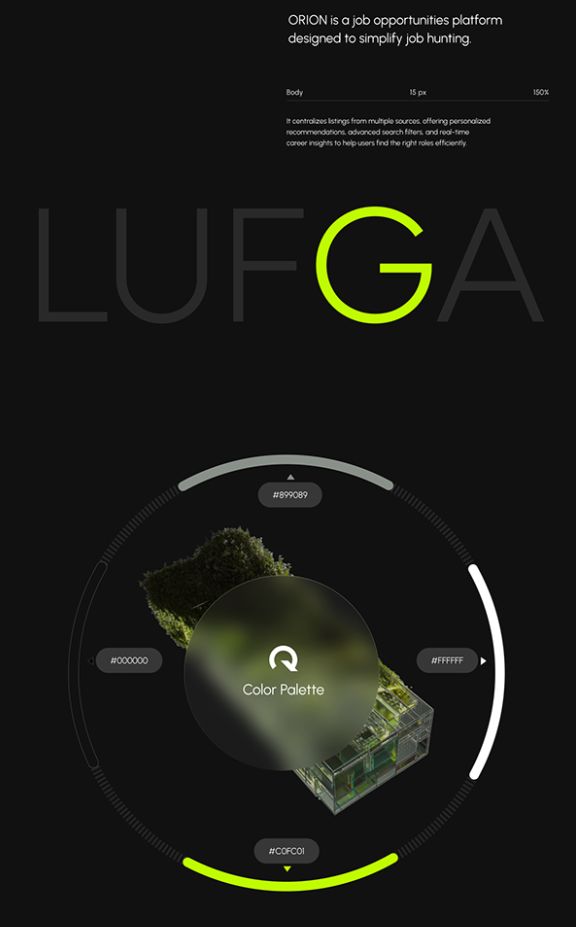 ORION is a job opportunities platform
designed to simplify job hunting.
Body 15 px 150%
It centralizes listings from multiple sources, offering personalized
recommendations, advanced search filters, and real-time
career insights to help users find the right roles efficiently.
LUFGA
#899089
#000000
#FFFFFF
Color Palette
#C0FC01